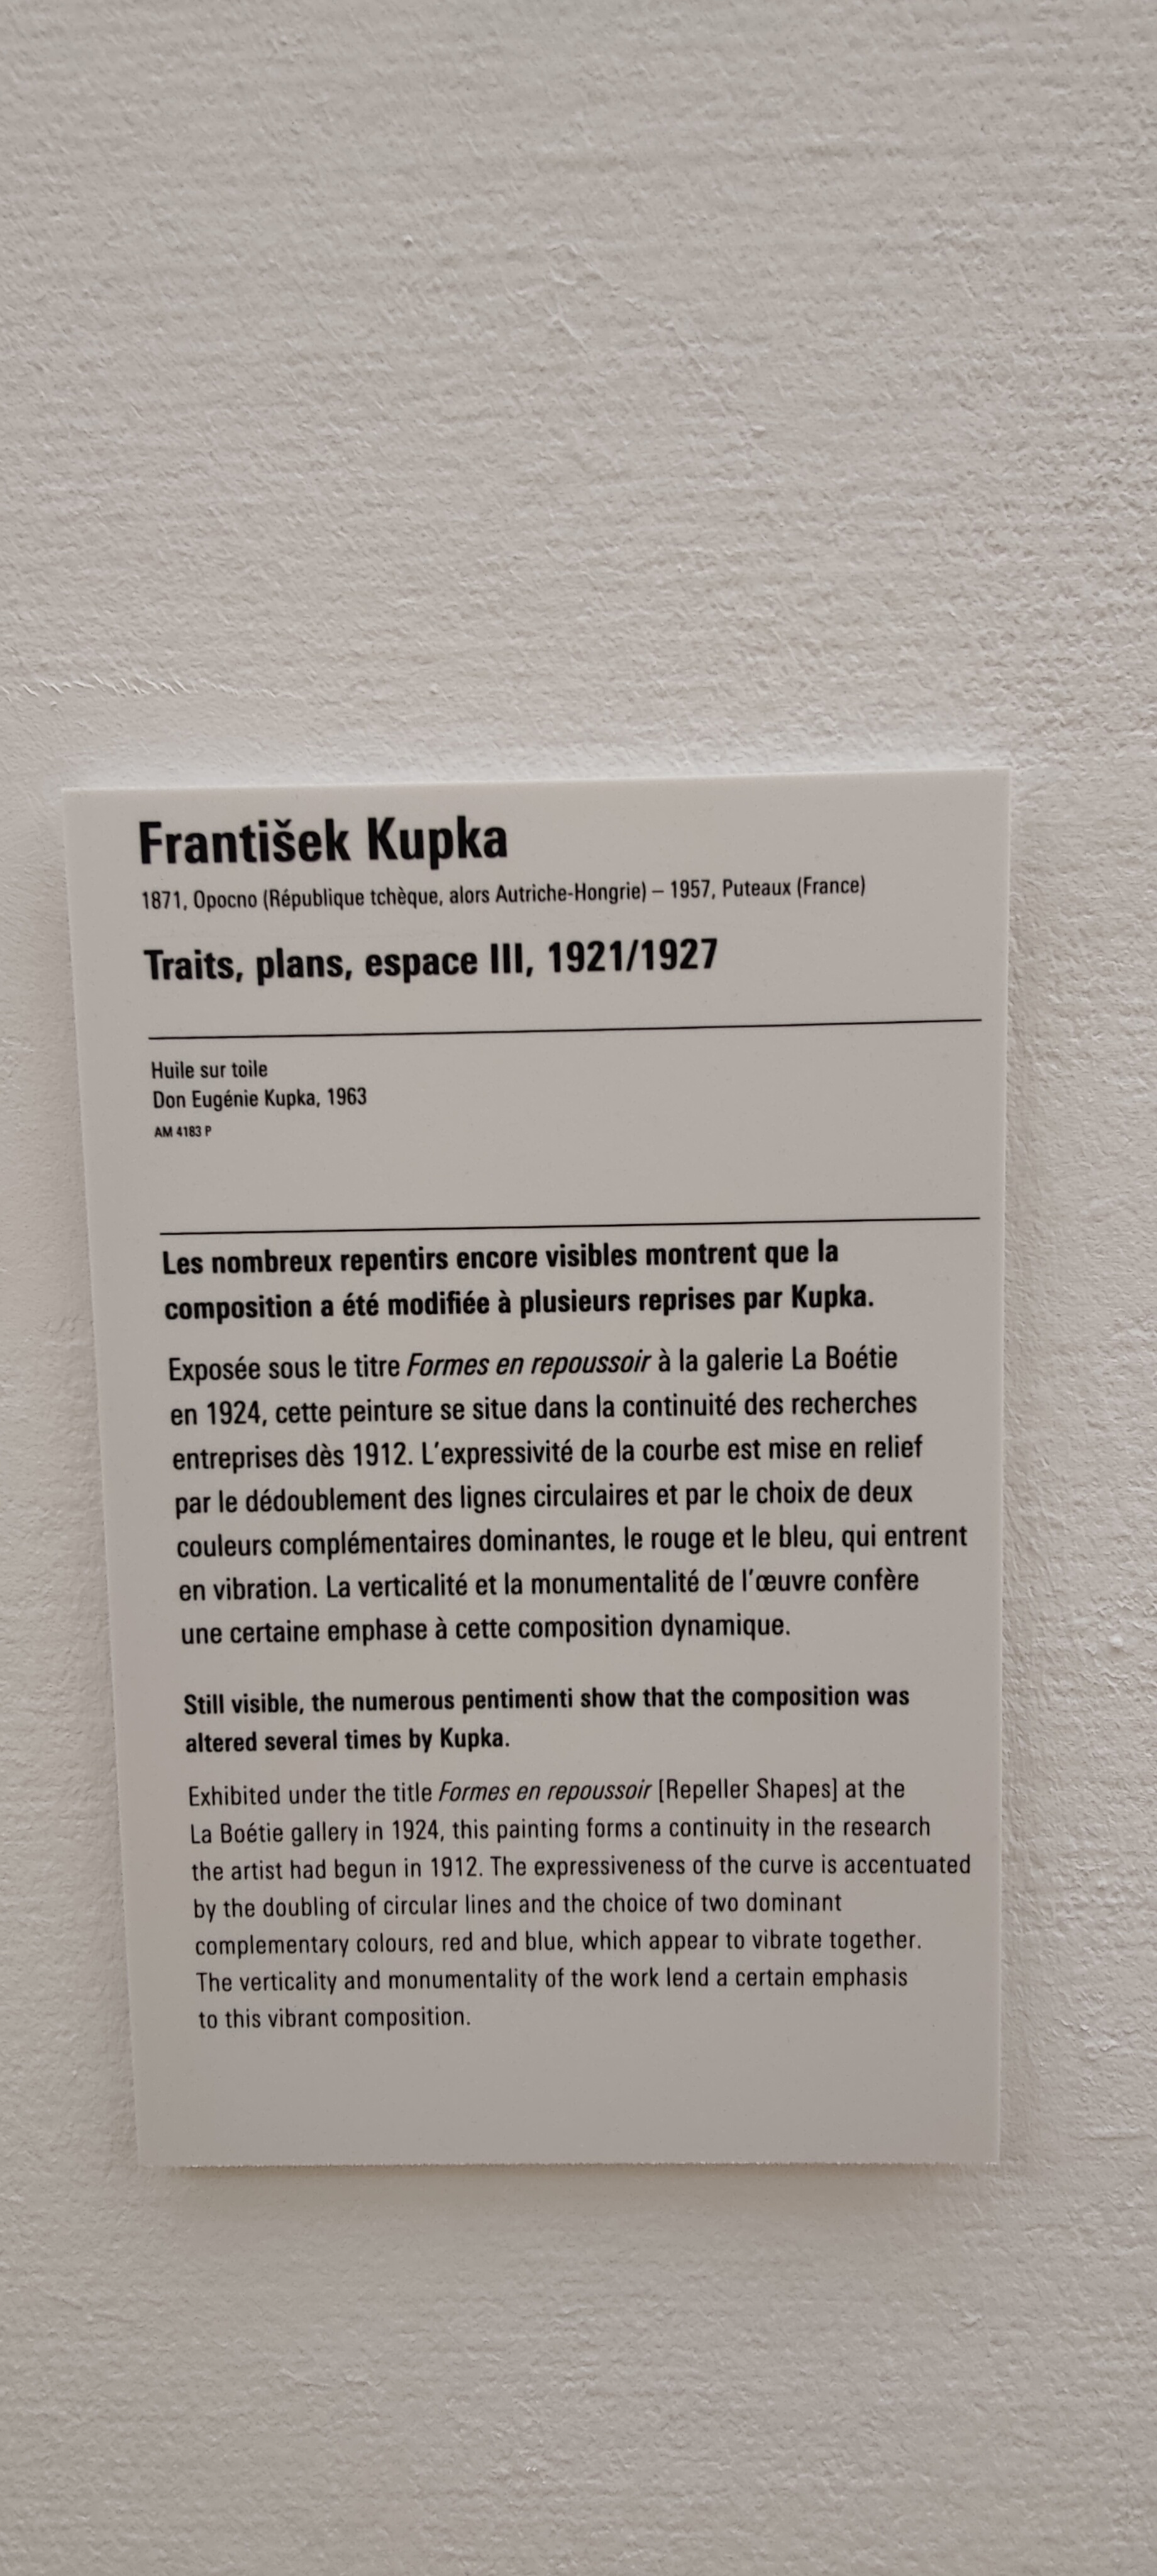 František Kupka
1871, Opocno (République tchèque, alors Autriche-Hongrie) – 1957, Puteaux (France)
Traits, plans, espace III, 1921/1927
Huile sur toile
Don Eugénie Kupka, 1963
AM 4183 P
Les nombreux repentirs encore visibles montrent que la
composition a été modifiée à plusieurs reprises par Kupka.
Exposée sous le titre Formes en repoussoir à la galerie La Boétie
en 1924, cette peinture se situe dans la continuité des recherches
entreprises dès 1912. L'expressivité de la courbe est mise en relief
par le dédoublement des lignes circulaires et par le choix de deux
couleurs complémentaires dominantes, le rouge et le bleu, qui entrent
en vibration. La verticalité et la monumentalité de l'œuvre confère
une certaine emphase à cette composition dynamique.
Still visible, the numerous pentimenti show that the composition was
altered several times by Kupka.
Exhibited under the title Formes en repoussoir [Repeller Shapes] at the
La Boétie gallery in 1924, this painting forms a continuity in the research
the artist had begun in 1912. The expressiveness of the curve is accentuated
by the doubling of circular lines and the choice of two dominant
complementary colours, red and blue, which appear to vibrate together.
The verticality and monumentality of the work lend a certain emphasis
to this vibrant composition.